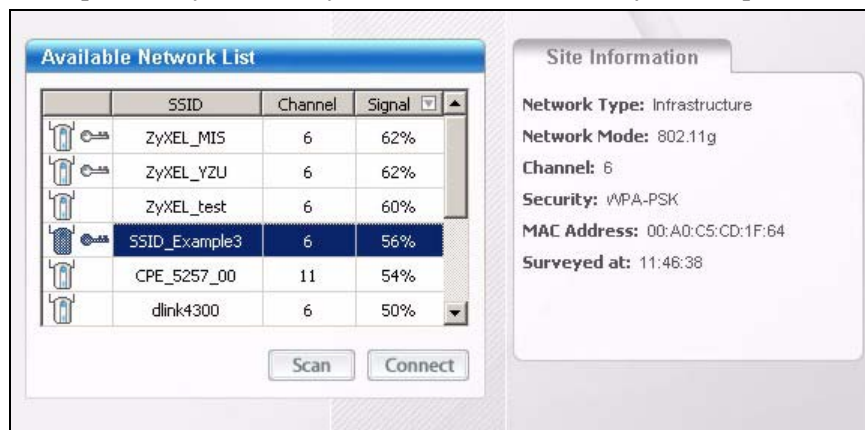 Available Network List
SSID Channel Signal
ZyXEL_MIS 6 62%
ZyXEL_YZU 6 62%
ZyXEL_test 6 60%
SSID_Example3 6 56%
CPE_5257_00 11 54%
dlink4300 6 50%
Scan Connect
Site Information
Network Type: Infrastructure
Network Mode: 802.11g
Channel: 6
Security: WPA-PSK
MAC Address: 00:A0:C5:CD:1F:64
Surveyed at: 11:46:38